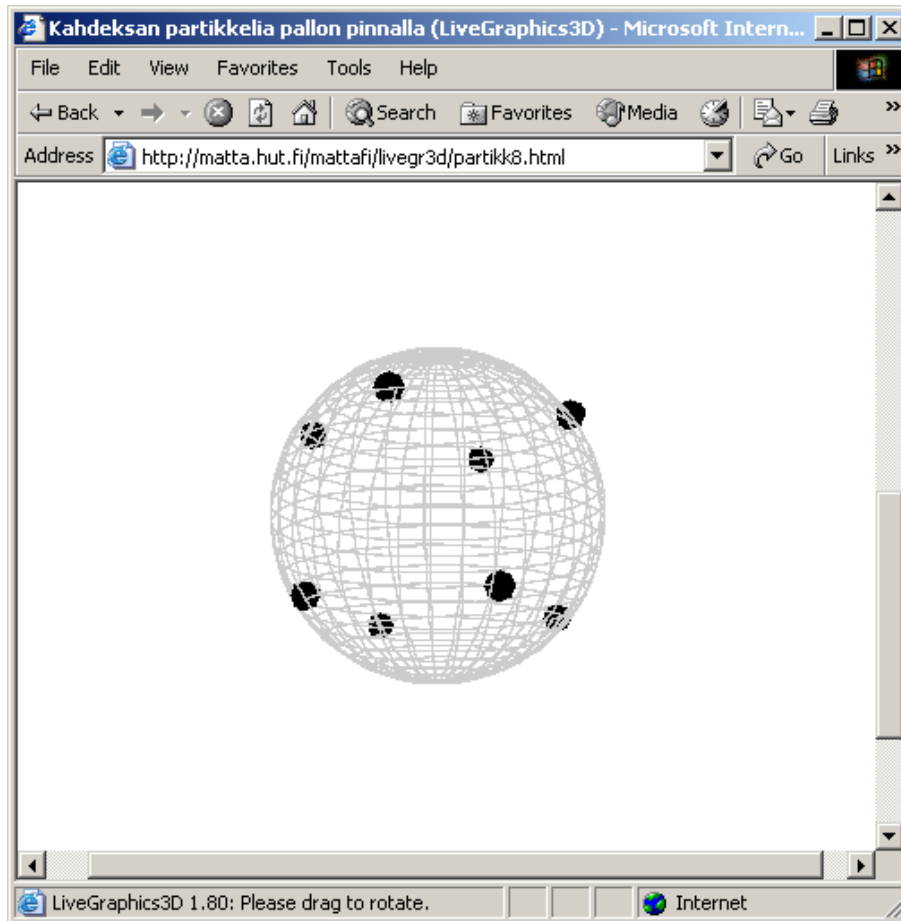 Kahdeksan partikkelia pallon pinnalla (LiveGraphics3D) - Microsoft Intern...
File Edit View Favorites Tools Help
Back Search Favorites Media »
Address http://matta.hut.fi/mattafi/livegr3d/partikk8.html Go Links »
LiveGraphics3D 1.80: Please drag to rotate. Internet